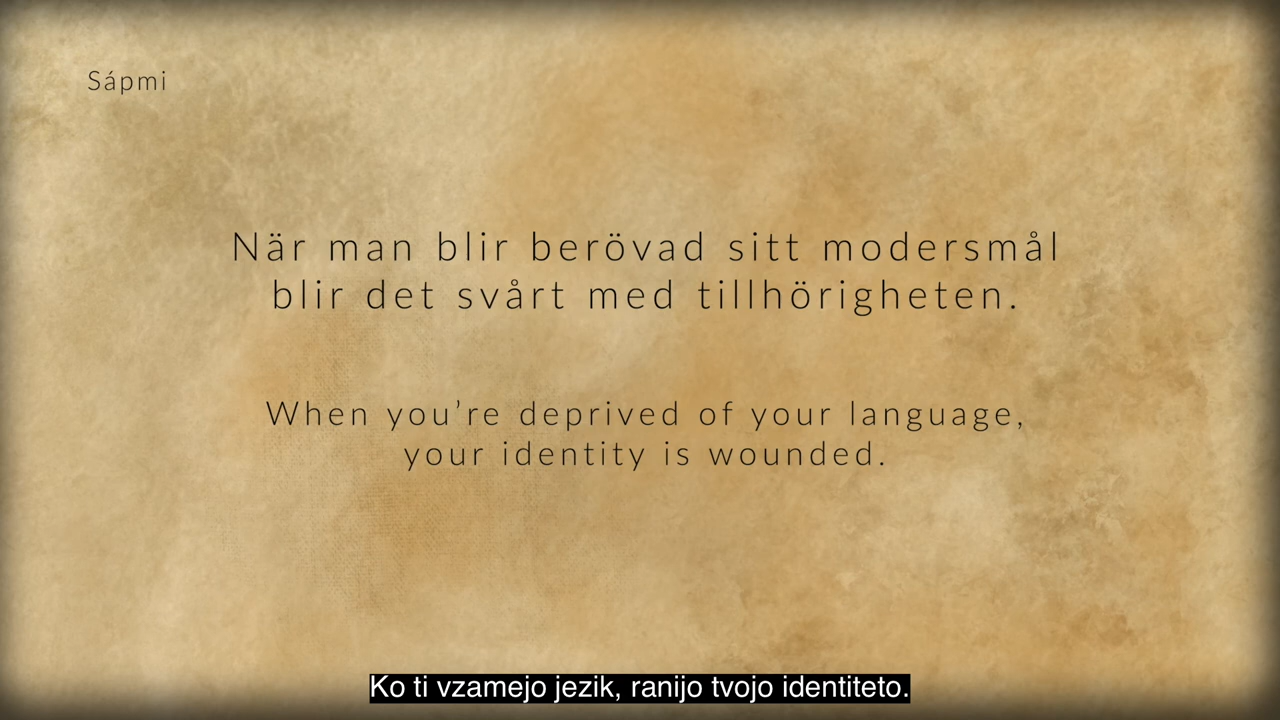 Sápmi
När man blir berövad sitt modersmål
blir det svårt med tillhörigheten.
When you’re deprived of your language,
your identity is wounded.
Ko ti vzamejo jezik, ranijo tvojo identiteto.